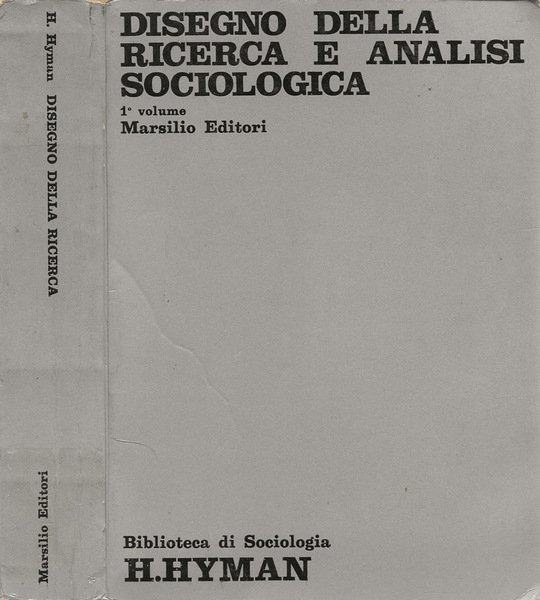 H. Hyman DISEGNO DELLA RICERCA
Marsilio Editori
DISEGNO DELLA
RICERCA E ANALISI
SOCIOLOGICA
1° volume
Marsilio Editori
Biblioteca di Sociologia
H.HYMAN